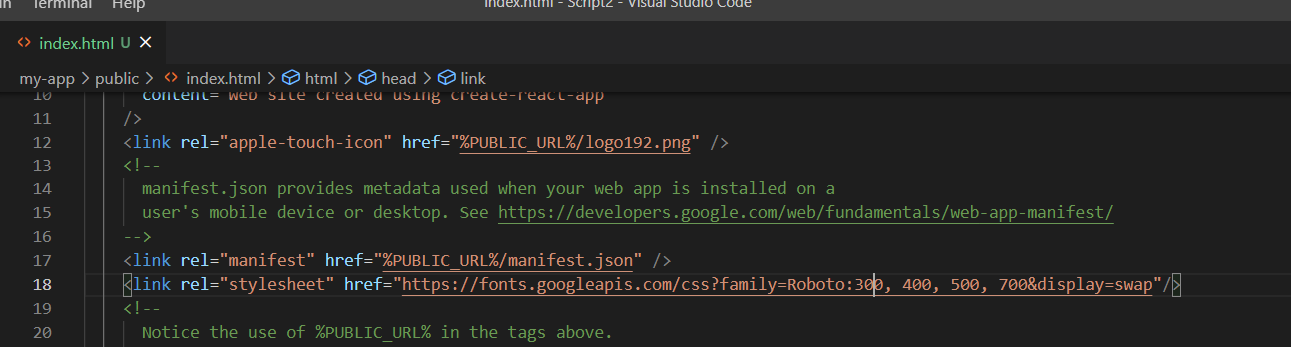 Terminal Help index.html - Script2 - Visual Studio Code
<> index.html U ×
my-app > public > <> index.html > html > head > link
10 content="Web site created using create-react-app"
11 />
12 <link rel="apple-touch-icon" href="%PUBLIC_URL%/logo192.png" />
13 <!--
14 manifest.json provides metadata used when your web app is installed on a
15 user's mobile device or desktop. See https://developers.google.com/web/fundamentals/web-app-manifest/
16 -->
17 <link rel="manifest" href="%PUBLIC_URL%/manifest.json" />
18 <link rel="stylesheet" href="https://fonts.googleapis.com/css?family=Roboto:300, 400, 500, 700&display=swap"/>
19 <!--
20 Notice the use of %PUBLIC_URL% in the tags above.